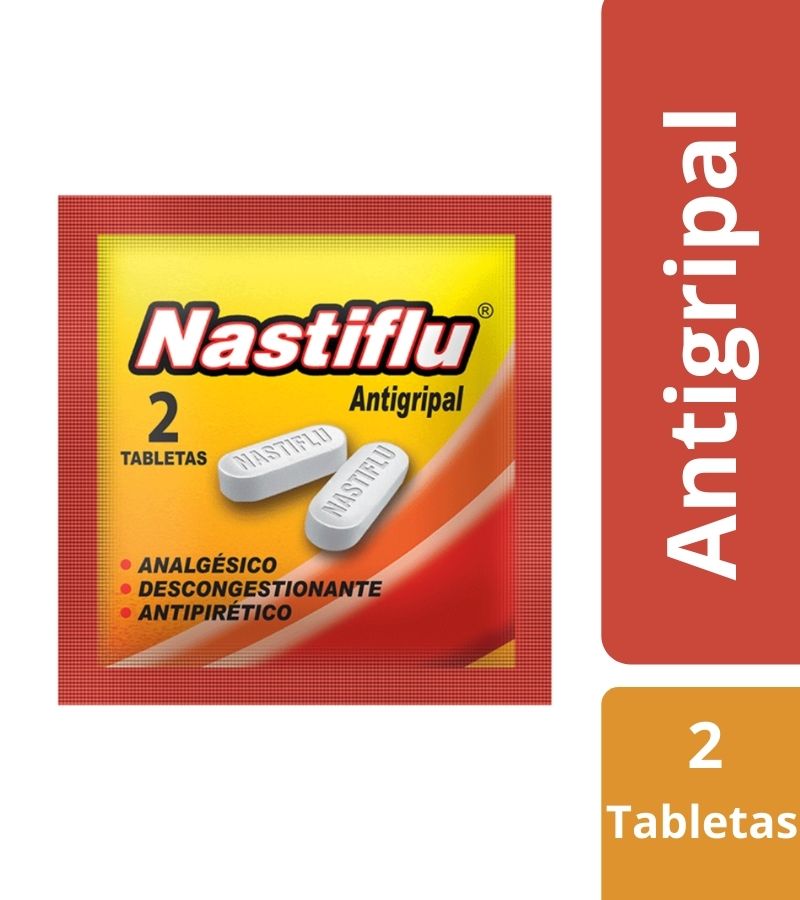 Nastiflu®
Antigripal
2
TABLETAS
NASTIFLU
NASTIFLU
• ANALGÉSICO
• DESCONGESTIONANTE
• ANTIPIRÉTICO
Antigripal
2
Tabletas